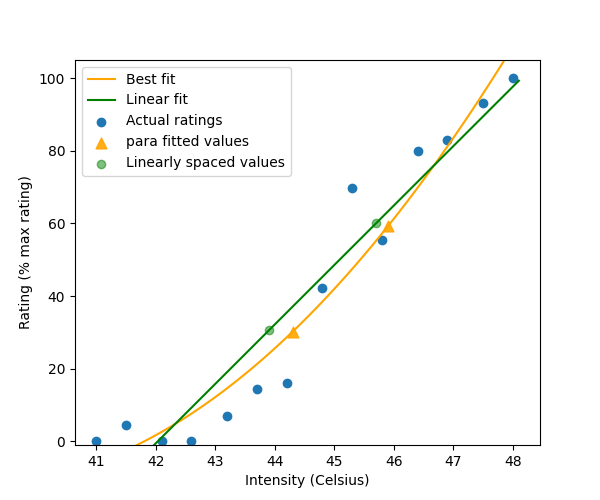 Best fit
Linear fit
Actual ratings
para fitted values
Linearly spaced values
100
80
60
40
20
0
Rating (% max rating)
41 42 43 44 45 46 47 48
Intensity (Celsius)